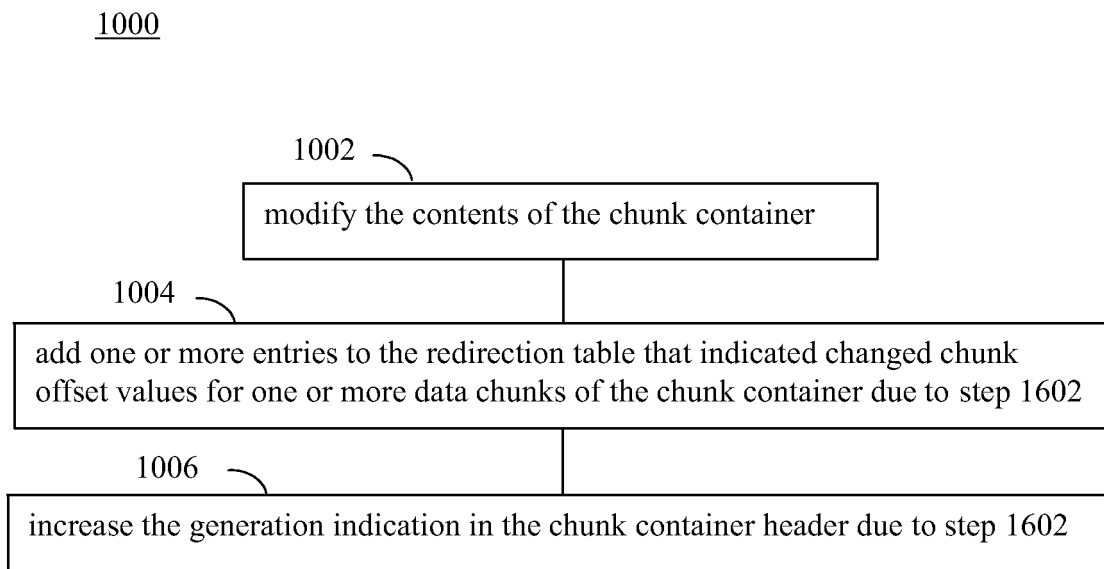 1000
1002
modify the contents of the chunk container
1004
add one or more entries to the redirection table that indicated changed chunk
offset values for one or more data chunks of the chunk container due to step 1602
1006
increase the generation indication in the chunk container header due to step 1602